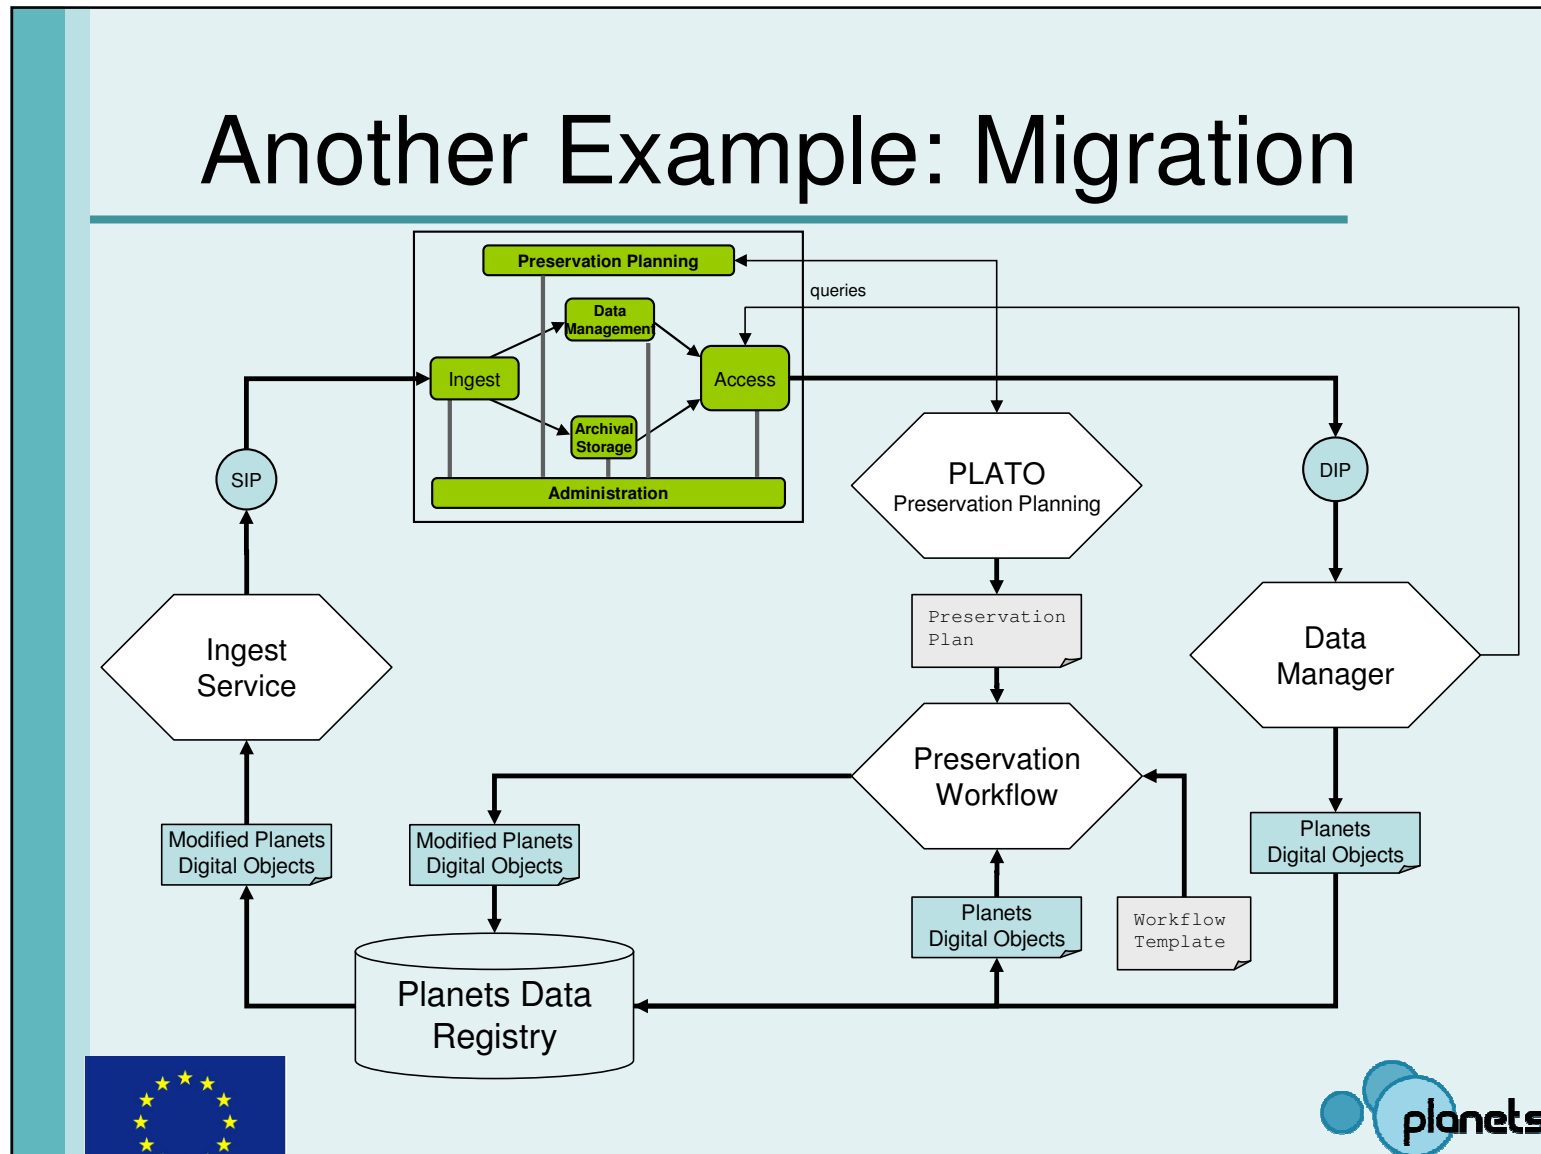 Another Example: Migration
Preservation Planning
queries
Data
Management
Ingest
Access
Archival
Storage
Administration
SIP
PLATO
Preservation Planning
DIP
Preservation
Plan
Ingest
Service
Data
Manager
Preservation
Workflow
Modified Planets
Digital Objects
Modified Planets
Digital Objects
Planets
Digital Objects
Planets
Digital Objects
Workflow
Template
Planets Data
Registry
planets